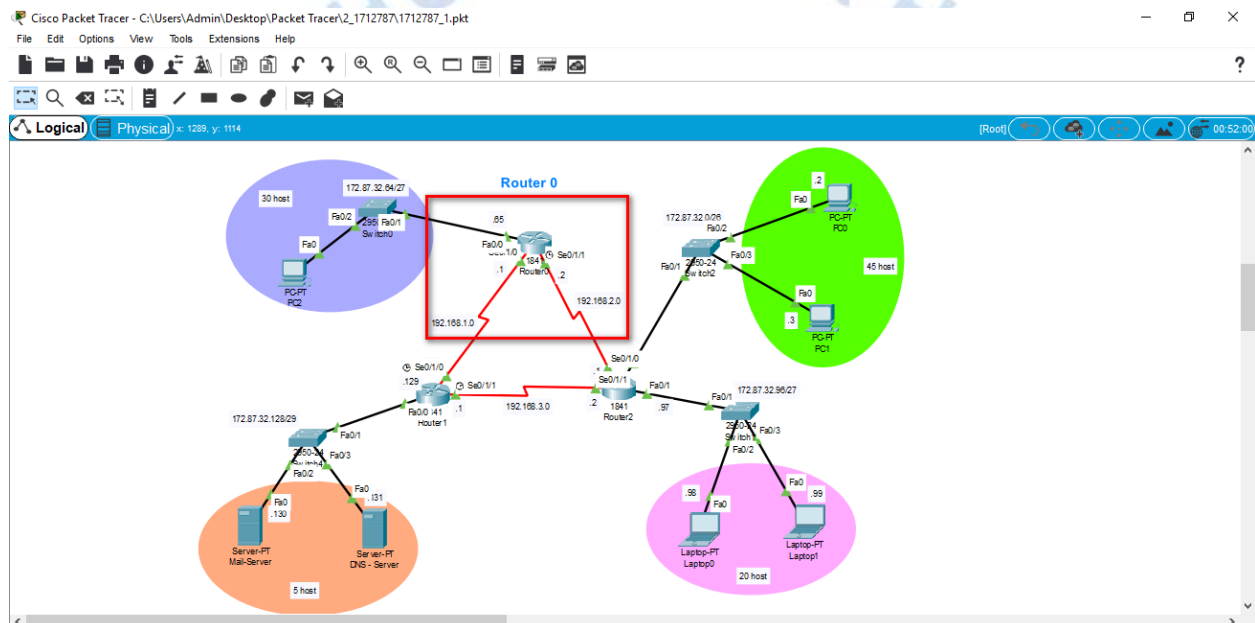 Cisco Packet Tracer - C:\Users\Admin\Desktop\Packet Tracer\2_1712787\1712787_1.pkt
File Edit Options View Tools Extensions Help
Logical Physical x: 1289, y: 1114 [Root] 00:52:00
Router 0
30 host
172.87.32.64/27
Fa0/2
Fa0/1
Switch0
Fa0
PC-PT
PC2
.65
Fa0/0
Se0/1/1
Router0
.1
.2
192.168.1.0
192.168.2.0
172.87.32.0/26
Fa0/2
Fa0/1
2950-24
Switch2
Fa0/3
.2
Fa0
PC-PT
PC0
45 host
Fa0
.3
PC-PT
PC1
Se0/1/0
.129
Se0/1/1
Fa0/0
.1
Router1
192.168.3.0
Se0/1/0
Se0/1/1
.2
1841
Router2
Fa0/1
.97
172.87.32.96/27
Fa0/1
Fa0/3
Fa0/2
.98
Fa0
Laptop-PT
Laptop0
Fa0
.99
Laptop-PT
Laptop1
20 host
172.87.32.128/29
Fa0/1
Fa0/3
Fa0/2
Fa0
.130
Server-PT
Mail-Server
Fa0
.131
Server-PT
DNS - Server
5 host